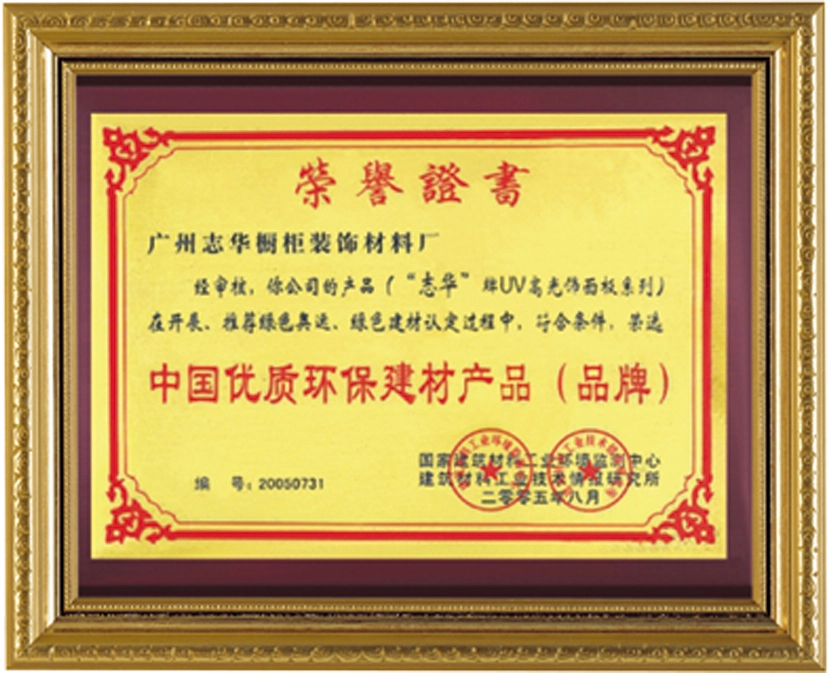 榮譽證書
广州志华橱柜装饰材料厂
经审核，你公司的产品（“志华”牌UV高光饰面板系列）
在开展、推荐绿色奥运、绿色建材认定过程中，符合条件，荣选
中国优质环保建材产品（品牌）
国家建筑材料工业环境监测中心
编 号：20050731
建筑材料工业技术情报研究所
二零零五年八月